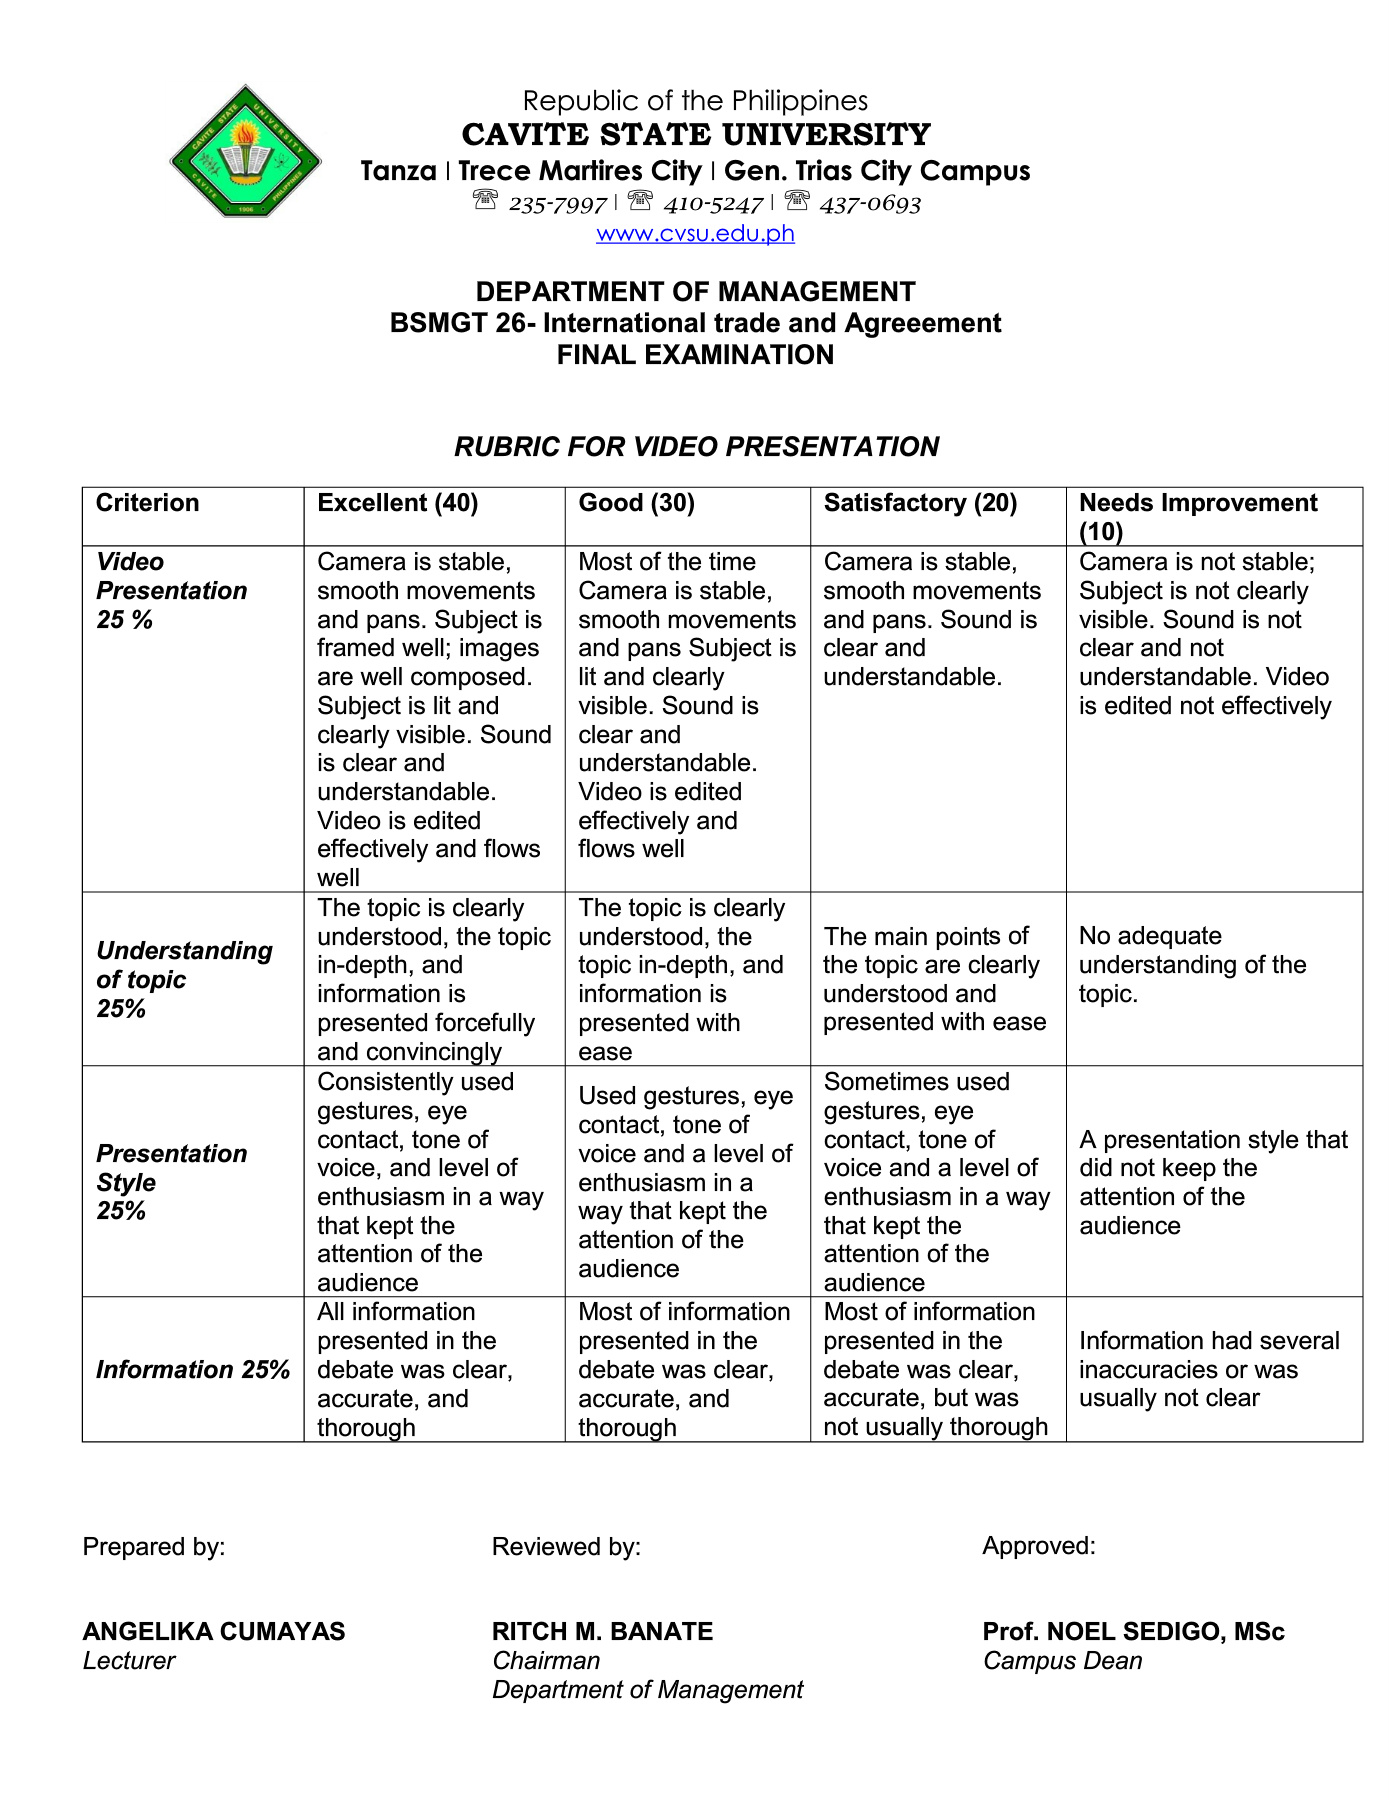 Republic of the Philippines
CAVITE STATE UNIVERSITY
Tanza | Trece Martires City | Gen. Trias City Campus
☏ 235-7997 | ☏ 410-5247 | ☏ 437-0693
www.cvsu.edu.ph
CAVITE STATE UNIVERSITY
CAVITE PHILIPPINES
1906
DEPARTMENT OF MANAGEMENT
BSMGT 26- International trade and Agreeement
FINAL EXAMINATION
RUBRIC FOR VIDEO PRESENTATION
Criterion
Excellent (40)
Good (30)
Satisfactory (20)
Needs Improvement
(10)
Video
Presentation
25 %
Camera is stable,
smooth movements
and pans. Subject is
framed well; images
are well composed.
Subject is lit and
clearly visible. Sound
is clear and
understandable.
Video is edited
effectively and flows
well
Most of the time
Camera is stable,
smooth movements
and pans Subject is
lit and clearly
visible. Sound is
clear and
understandable.
Video is edited
effectively and
flows well
Camera is stable,
smooth movements
and pans. Sound is
clear and
understandable.
Camera is not stable;
Subject is not clearly
visible. Sound is not
clear and not
understandable. Video
is edited not effectively
Understanding
of topic
25%
The topic is clearly
understood, the topic
in-depth, and
information is
presented forcefully
and convincingly
The topic is clearly
understood, the
topic in-depth, and
information is
presented with
ease
The main points of
the topic are clearly
understood and
presented with ease
No adequate
understanding of the
topic.
Presentation
Style
25%
Consistently used
gestures, eye
contact, tone of
voice, and level of
enthusiasm in a way
that kept the
attention of the
audience
Used gestures, eye
contact, tone of
voice and a level of
enthusiasm in a
way that kept the
attention of the
audience
Sometimes used
gestures, eye
contact, tone of
voice and a level of
enthusiasm in a way
that kept the
attention of the
audience
A presentation style that
did not keep the
attention of the
audience
Information 25%
All information
presented in the
debate was clear,
accurate, and
thorough
Most of information
presented in the
debate was clear,
accurate, and
thorough
Most of information
presented in the
debate was clear,
accurate, but was
not usually thorough
Information had several
inaccuracies or was
usually not clear
Prepared by:
Reviewed by:
Approved:
ANGELIKA CUMAYAS
Lecturer
RITCH M. BANATE
Chairman
Department of Management
Prof. NOEL SEDIGO, MSc
Campus Dean